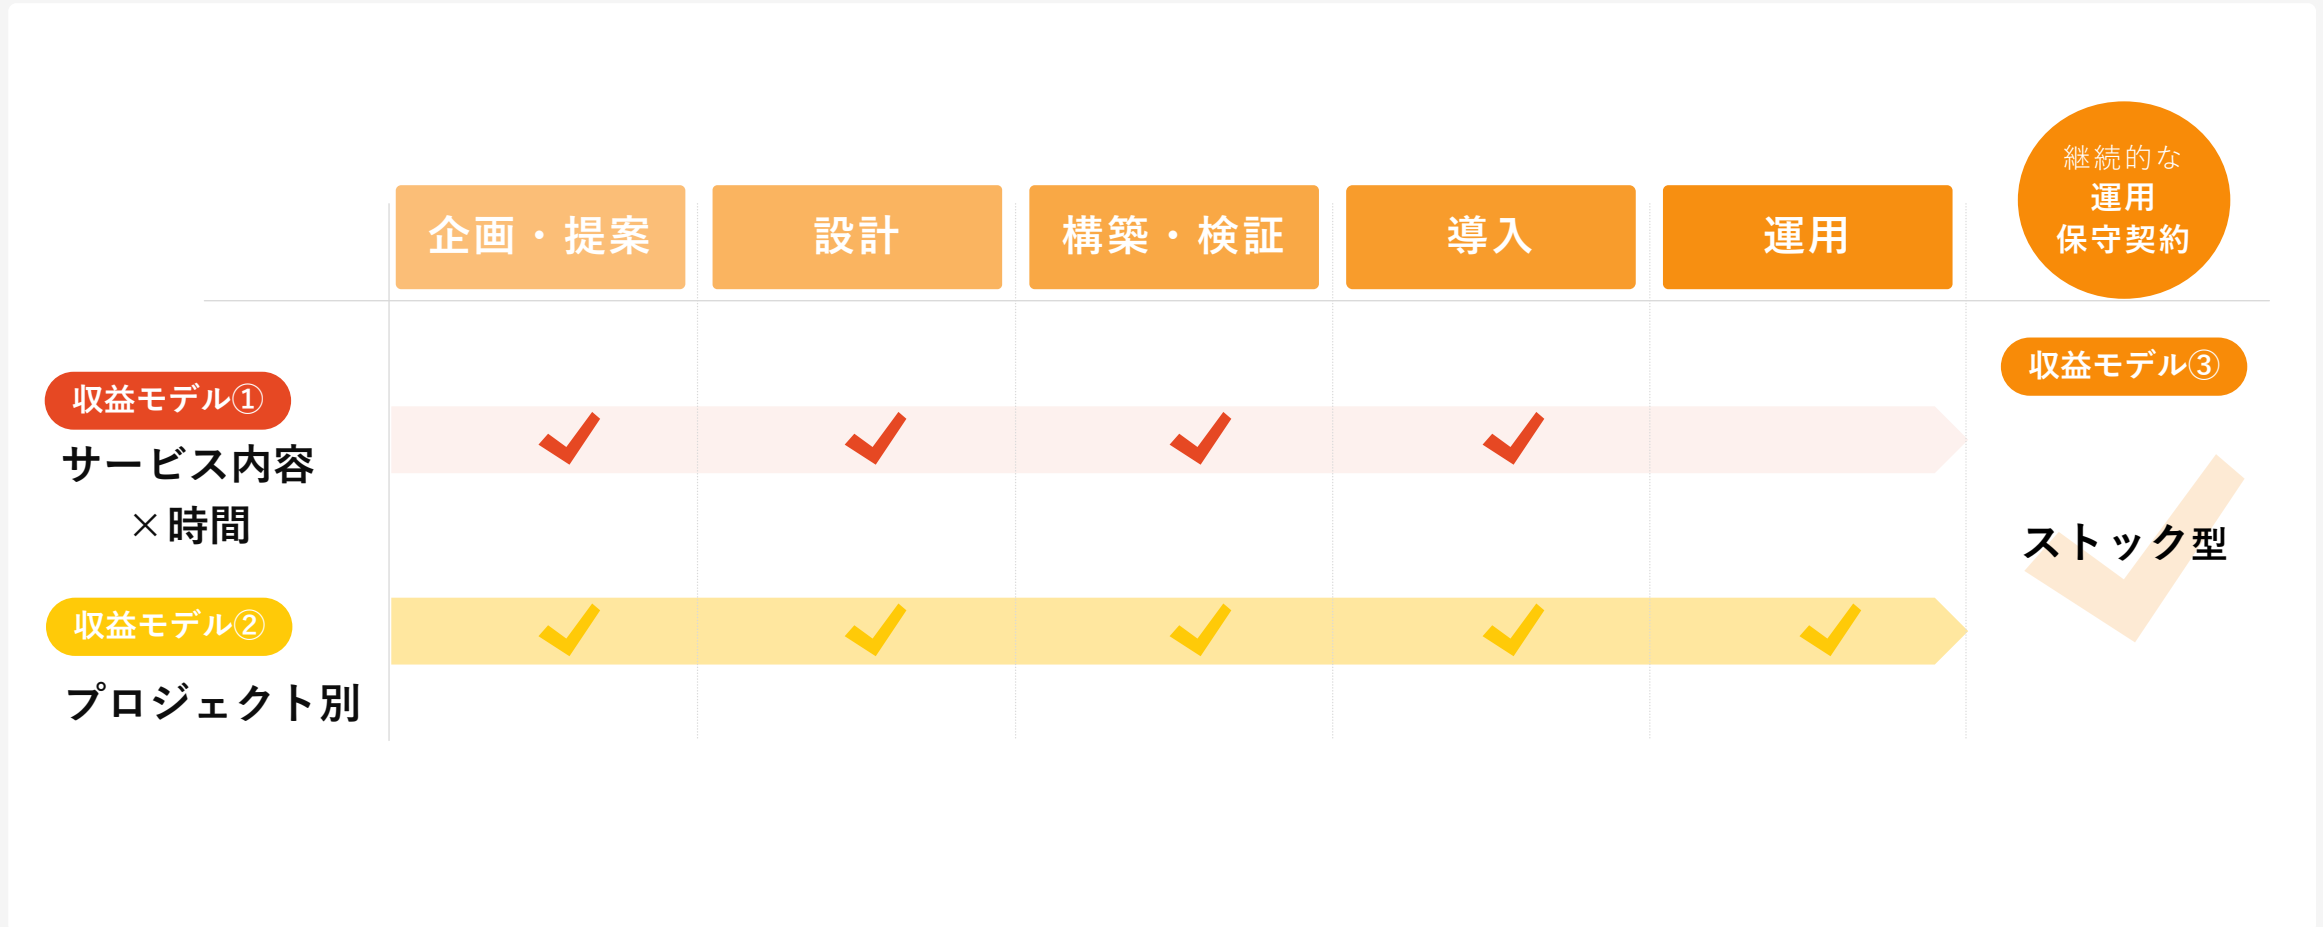 企画・提案
設計
構築・検証
導入
運用
継続的な
運用
保守契約
収益モデル①
サービス内容
×時間
収益モデル②
プロジェクト別
収益モデル③
ストック型